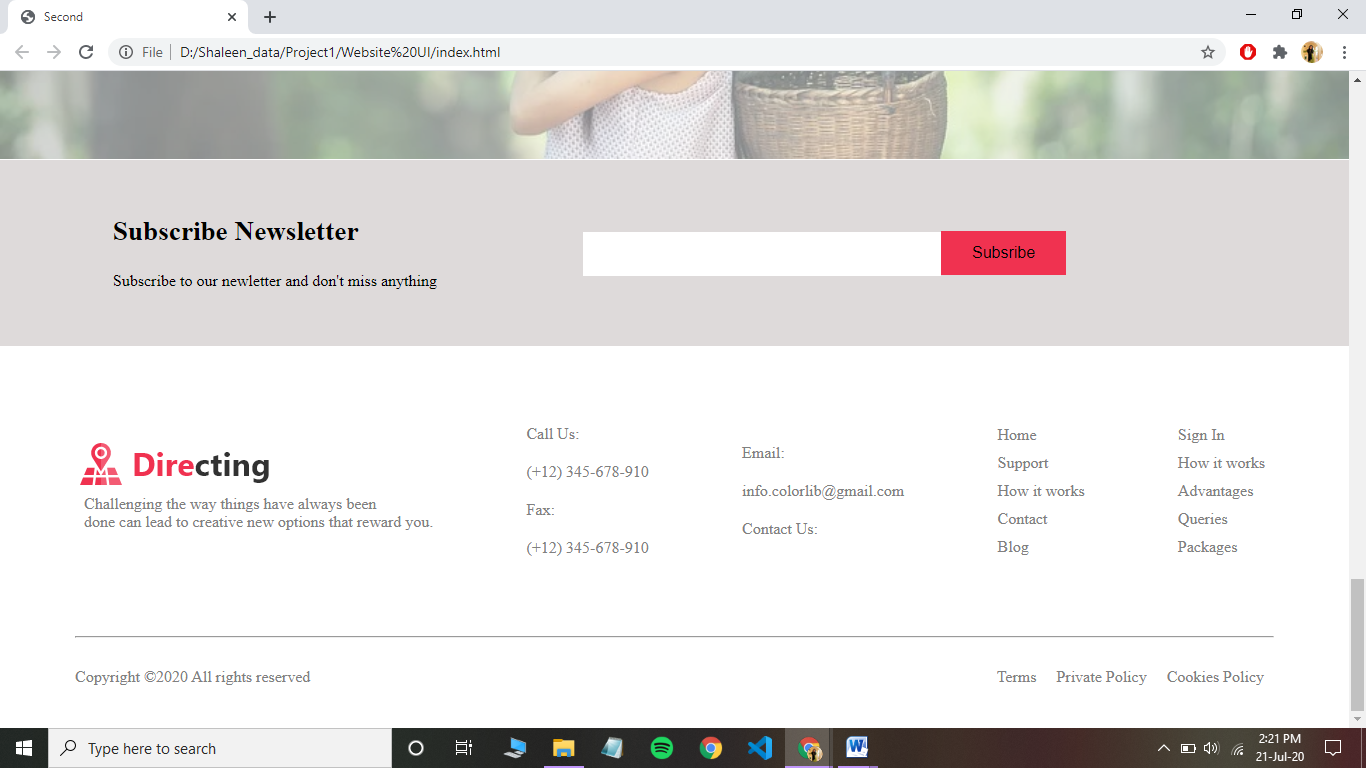 Second
File
D:/Shaleen_data/Project1/Website%20UI/index.html
Subscribe Newsletter
Subscribe to our newletter and don't miss anything
Subsribe
Directing
Challenging the way things have always been
done can lead to creative new options that reward you.
Call Us:
(+12) 345-678-910
Fax:
(+12) 345-678-910
Email:
info.colorlib@gmail.com
Contact Us:
Home
Support
How it works
Contact
Blog
Sign In
How it works
Advantages
Queries
Packages
Copyright ©2020 All rights reserved
Terms Private Policy Cookies Policy
Type here to search
2:21 PM
21-Jul-20